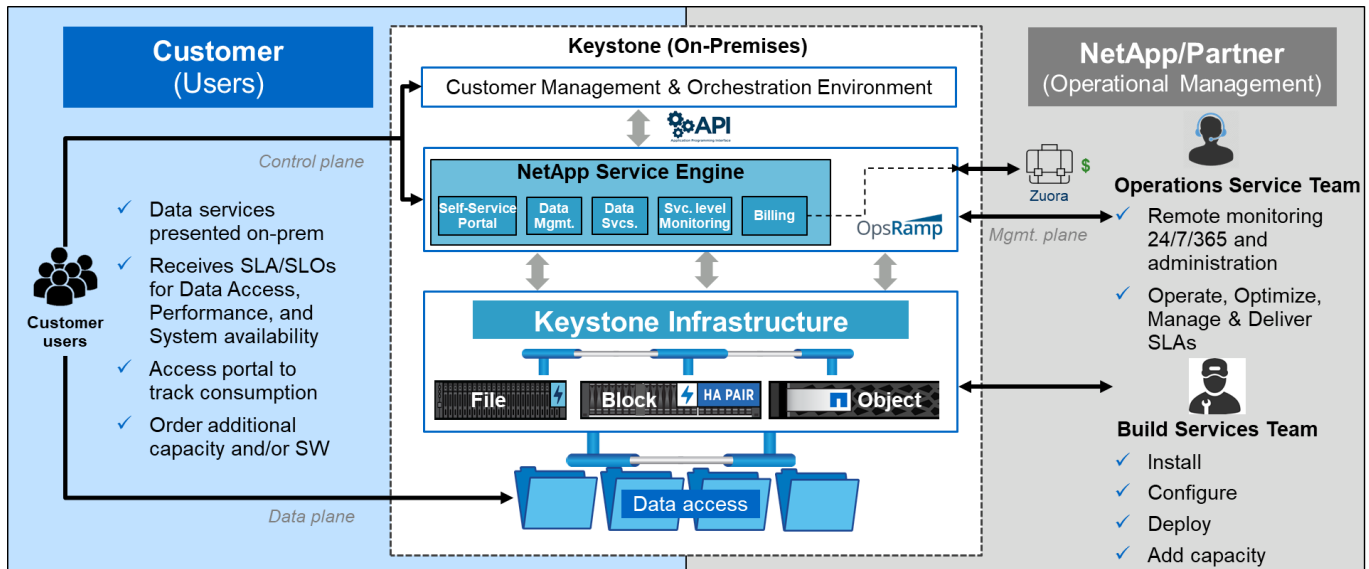 Customer
(Users)
Control plane
Data services
presented on-prem
Receives SLA/SLOs
for Data Access,
Performance, and
System availability
Access portal to
track consumption
Order additional
capacity and/or SW
Customer
users
Data plane
Keystone (On-Premises)
Customer Management & Orchestration Environment
API
Application Programming Interface
NetApp Service Engine
Self-Service
Portal
Data
Mgmt.
Data
Svcs.
Svc. level
Monitoring
Billing
OpsRamp
Keystone Infrastructure
File
Block
HA PAIR
Object
Data access
NetApp/Partner
(Operational Management)
$
Zuora
Mgmt. plane
Operations Service Team
Remote monitoring
24/7/365 and
administration
Operate, Optimize,
Manage & Deliver
SLAs
Build Services Team
Install
Configure
Deploy
Add capacity